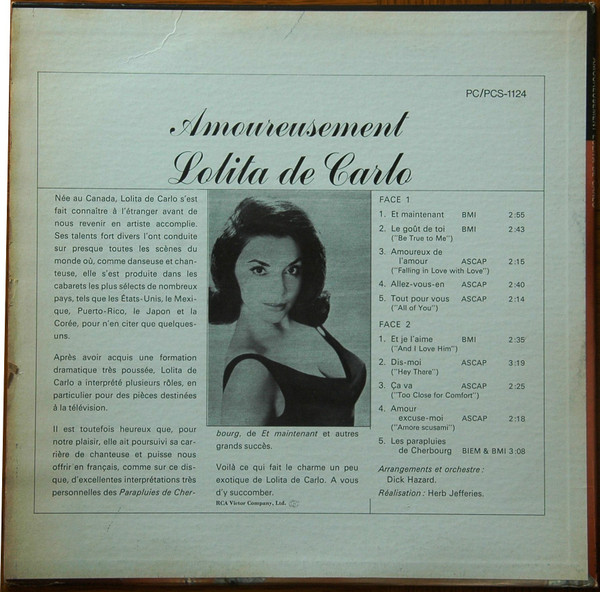 PC/PCS-1124
Amoureusement
Lolita de Carlo
Née au Canada, Lolita de Carlo s'est
fait connaître à l'étranger avant de
nous revenir en artiste accomplie.
Ses talents fort divers l'ont conduite
sur presque toutes les scènes du
monde où, comme danseuse et chan-
teuse, elle s'est produite dans les
cabarets les plus sélects de nombreux
pays, tels que les États-Unis, le Mexi-
que, Puerto-Rico, le Japon et la
Corée, pour n'en citer que quelques-
uns.
Après avoir acquis une formation
dramatique très poussée, Lolita de
Carlo a interprété plusieurs rôles, en
particulier pour des pièces destinées
à la télévision.
Il est toutefois heureux que, pour
notre plaisir, elle ait poursuivi sa car-
rière de chanteuse et puisse nous
offrir en français, comme sur ce dis-
que, d'excellentes interprétations très
personnelles des Parapluies de Cher-
bourg, de Et maintenant et autres
grands succès.
Voilà ce qui fait le charme un peu
exotique de Lolita de Carlo. A vous
d'y succomber.
RCA Victor Company, Ltd.
FACE 1
1. Et maintenant BMI 2:55
2. Le goût de toi BMI 2:43
("Be True to Me")
3. Amoureux de
l'amour ASCAP 2:15
("Falling in Love with Love")
4. Allez-vous-en ASCAP 2:40
5. Tout pour vous ASCAP 2:14
("All of You")
FACE 2
1. Et je l'aime BMI 2:35
("And I Love Him")
2. Dis-moi ASCAP 3:19
("Hey There")
3. Ça va ASCAP 2:25
("Too Close for Comfort")
4. Amour
excuse-moi ASCAP 2:18
("Amore scusami")
5. Les parapluies
de Cherbourg BIEM & BMI 3:08
Arrangements et orchestre:
Dick Hazard.
Réalisation: Herb Jefferies.